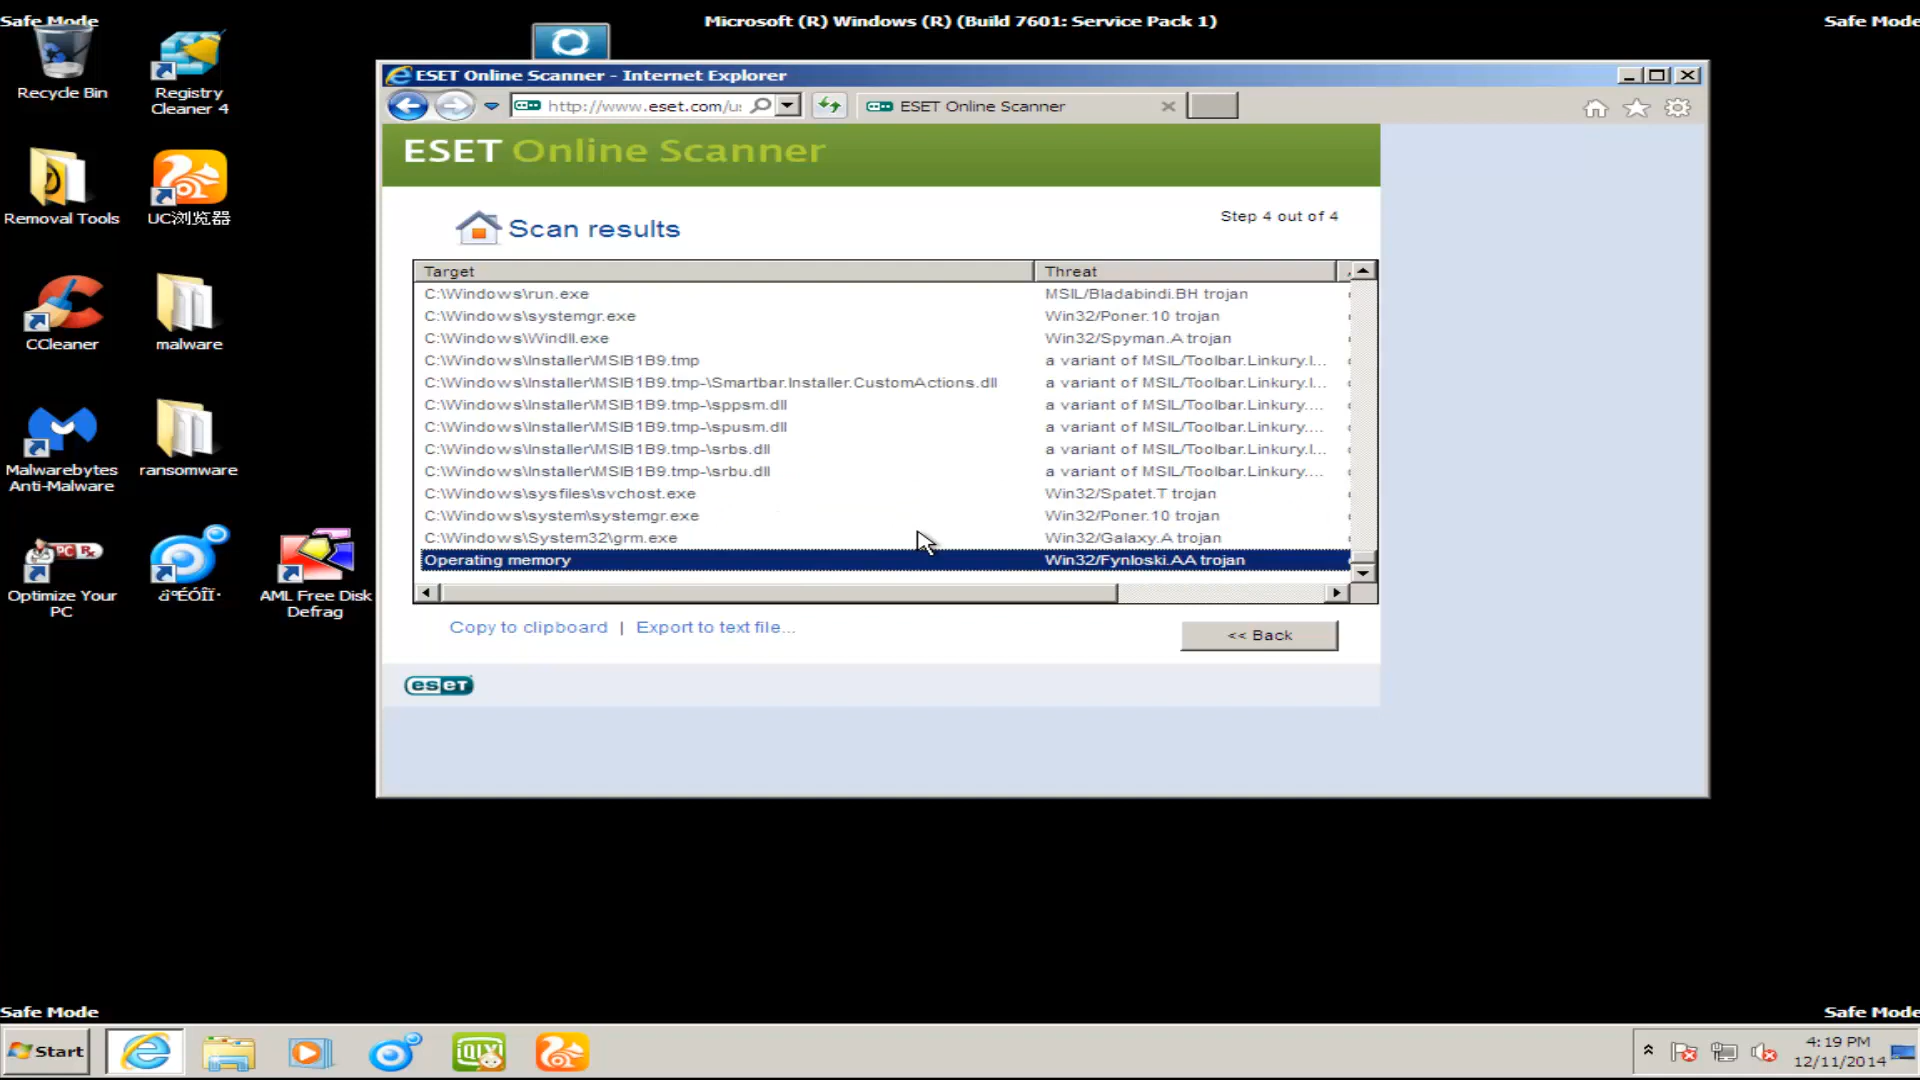 Safe Mode
Microsoft (R) Windows (R) (Build 7601: Service Pack 1)
Safe Mode
Recycle Bin
Registry
Cleaner 4
Removal Tools
UC浏览器
CCleaner
malware
Malwarebytes
Anti-Malware
ransomware
Optimize Your
PC
PC Rx
âºÉÓÎÏ·
AML Free Disk
Defrag
ESET Online Scanner - Internet Explorer
http://www.eset.com/u
ESET Online Scanner
ESET Online Scanner
Scan results
Step 4 out of 4
Target Threat
C:\Windows\run.exe MSIL/Bladabindi.BH trojan
C:\Windows\systemgr.exe Win32/Poner.10 trojan
C:\Windows\Windll.exe Win32/Spyman.A trojan
C:\Windows\Installer\MSIB1B9.tmp a variant of MSIL/Toolbar.Linkury.I...
C:\Windows\Installer\MSIB1B9.tmp-\Smartbar.Installer.CustomActions.dll a variant of MSIL/Toolbar.Linkury.I...
C:\Windows\Installer\MSIB1B9.tmp-\sppsm.dll a variant of MSIL/Toolbar.Linkury....
C:\Windows\Installer\MSIB1B9.tmp-\spusm.dll a variant of MSIL/Toolbar.Linkury....
C:\Windows\Installer\MSIB1B9.tmp-\srbs.dll a variant of MSIL/Toolbar.Linkury.I...
C:\Windows\Installer\MSIB1B9.tmp-\srbu.dll a variant of MSIL/Toolbar.Linkury....
C:\Windows\sysfiles\svchost.exe Win32/Spatet.T trojan
C:\Windows\system\systemgr.exe Win32/Poner.10 trojan
C:\Windows\System32\grm.exe Win32/Galaxy.A trojan
Operating memory Win32/Fynloski.AA trojan
Copy to clipboard | Export to text file...
<< Back
eseT
Safe Mode
Safe Mode
Start
QIYI
4:19 PM
12/11/2014